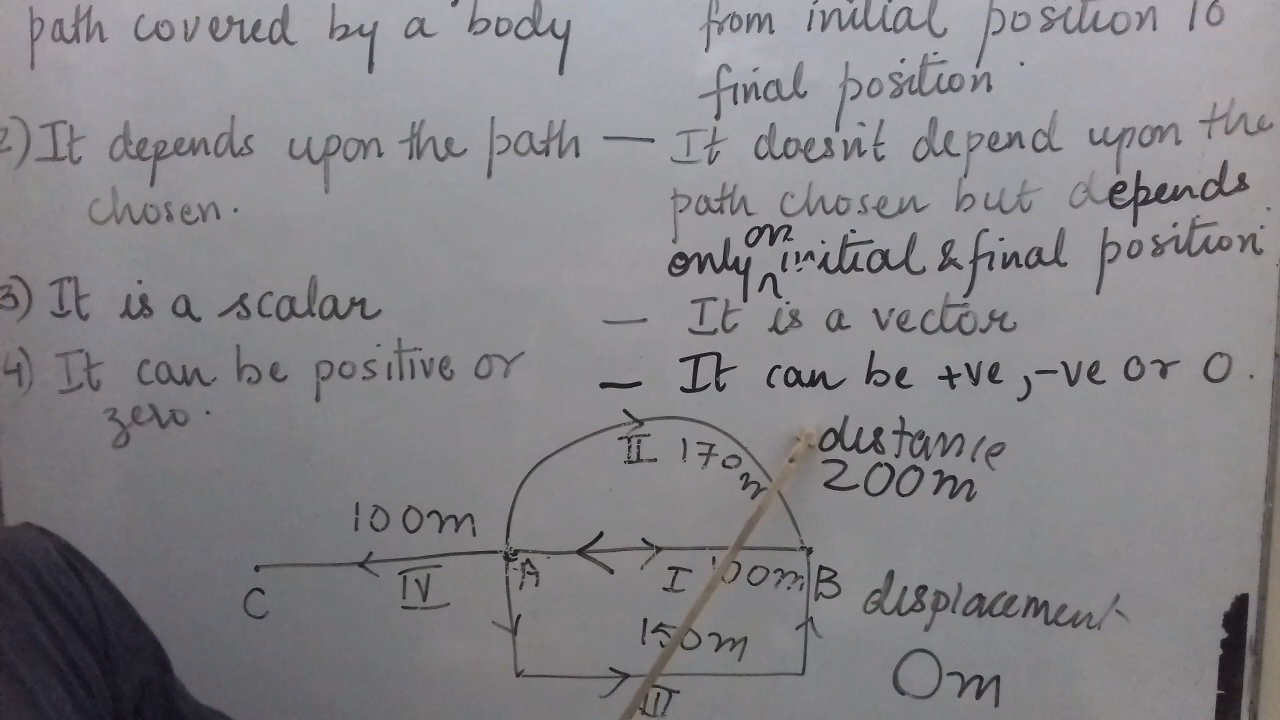 path covered by a body
from initial position to
final position.
2) It depends upon the path — It doesn't depend upon the
chosen.
path chosen but depends
only on initial & final position.
3) It is a scalar — It is a vector
4) It can be positive or — It can be +ve, -ve or 0.
zero.
distance
II 170m
200m
100m
A I 100m B
C IV
displacement
150m
0m
III